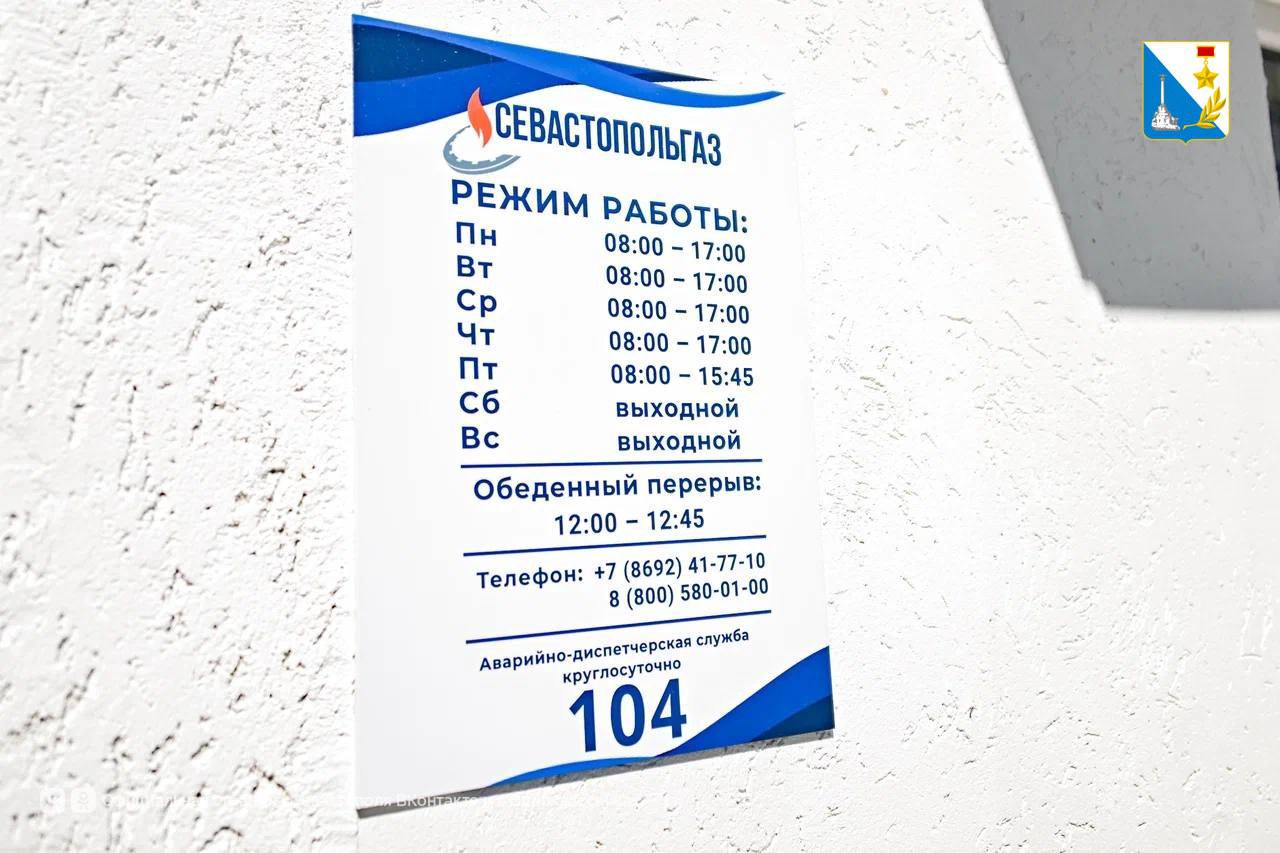 СЕВАСТОПОЛЬГАЗ
РЕЖИМ РАБОТЫ:
Пн 08:00 – 17:00
Вт 08:00 – 17:00
Ср 08:00 – 17:00
Чт 08:00 – 17:00
Пт 08:00 – 15:45
Сб выходной
Вс выходной
Обеденный перерыв:
12:00 – 12:45
Телефон: +7 (8692) 41-77-10
8 (800) 580-01-00
Аварийно-диспетчерская служба
круглосуточно
104